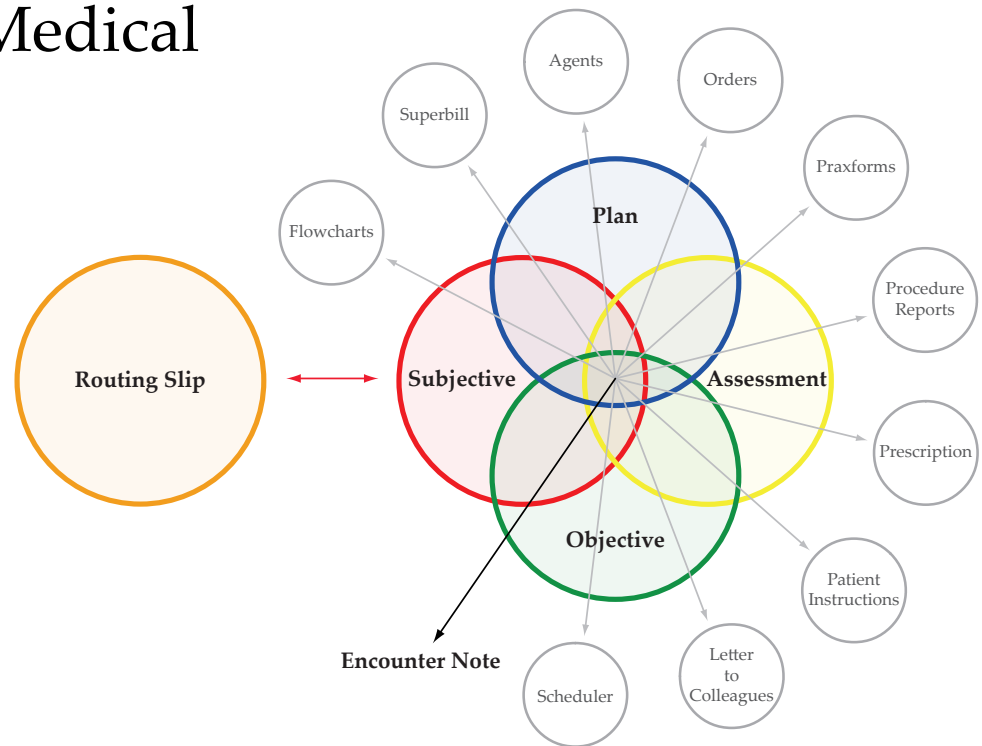 Medical
Agents
Orders
Superbill
Praxforms
Flowcharts
Plan
Procedure
Reports
Routing Slip
Subjective
Assessment
Prescription
Objective
Patient
Instructions
Encounter Note
Letter
to
Colleagues
Scheduler